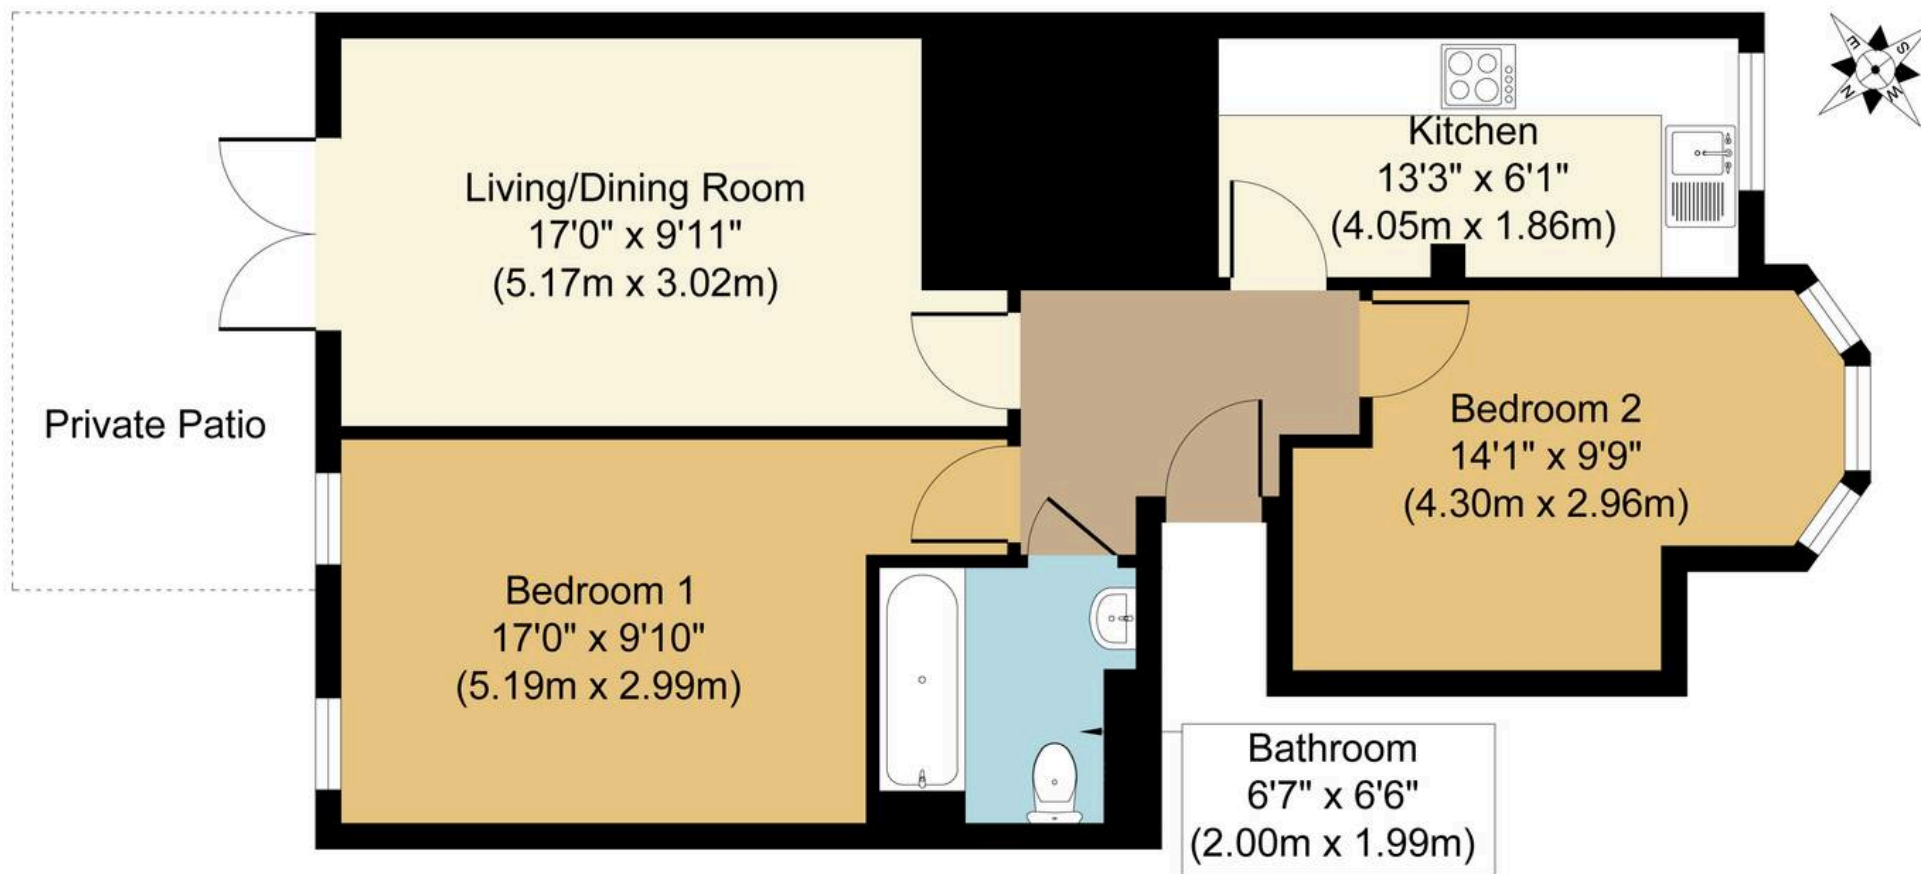 Living/Dining Room
17'0" x 9'11"
(5.17m x 3.02m)
Kitchen
13'3" x 6'1"
(4.05m x 1.86m)
E
S
N
W
Private Patio
Bedroom 2
14'1" x 9'9"
(4.30m x 2.96m)
Bedroom 1
17'0" x 9'10"
(5.19m x 2.99m)
Bathroom
6'7" x 6'6"
(2.00m x 1.99m)